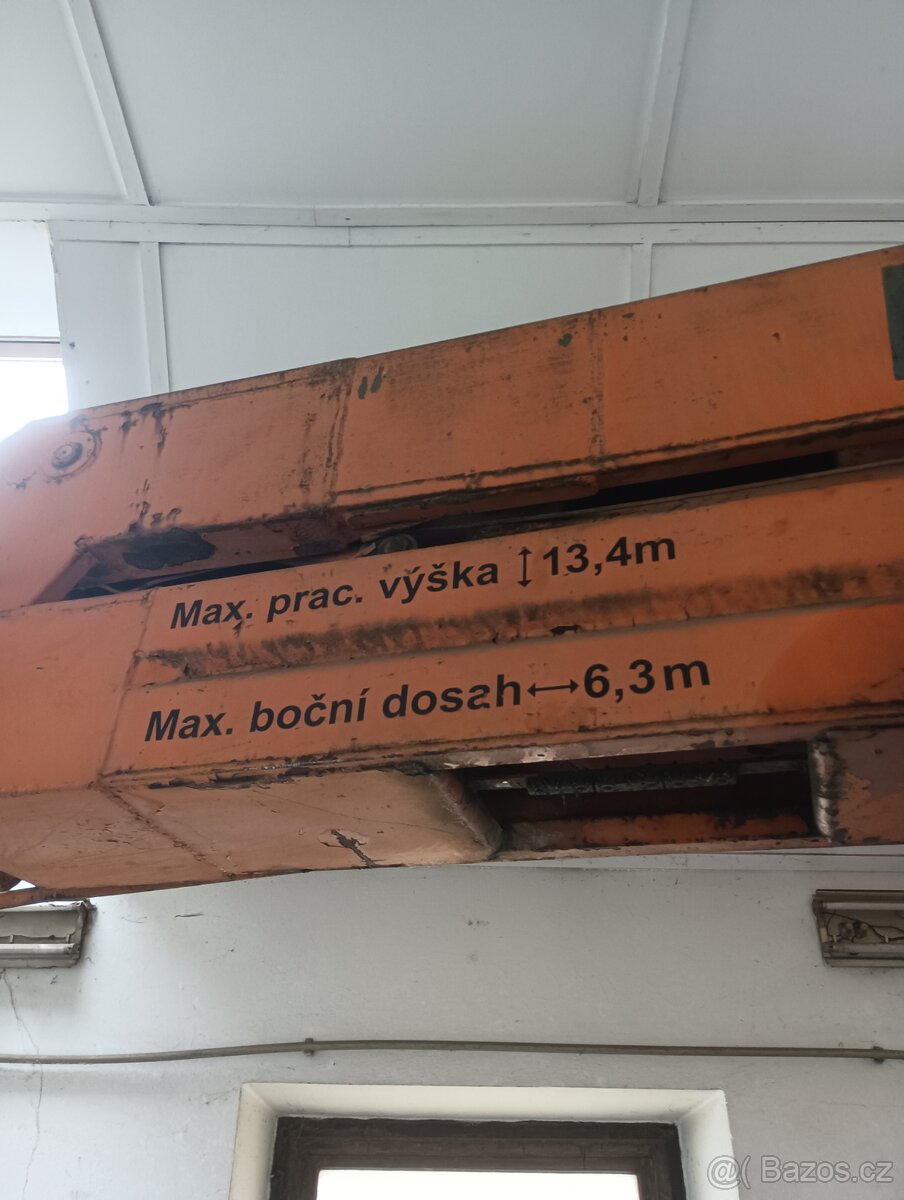 Max. prac. výška ↕ 13,4m
Max. boční dosah ↔ 6,3m
@( Bazos.cz